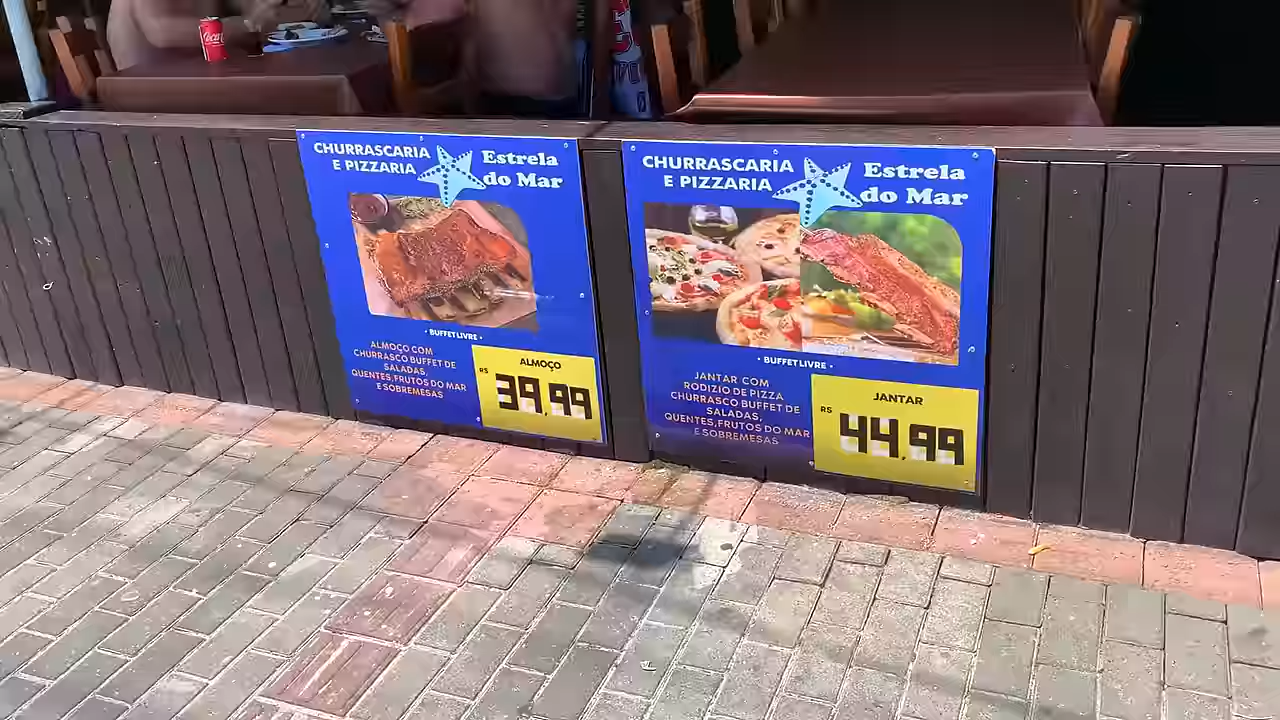 Coca
CHURRASCARIA
E PIZZARIA
Estrela
do Mar
• BUFFET LIVRE •
ALMOÇO COM
CHURRASCO BUFFET DE
SALADAS,
QUENTES,FRUTOS DO MAR
E SOBREMESAS
ALMOÇO
R$ 39,99
CHURRASCARIA
E PIZZARIA
Estrela
do Mar
• BUFFET LIVRE •
JANTAR COM
RODIZIO DE PIZZA
CHURRASCO BUFFET DE
SALADAS,
QUENTES,FRUTOS DO MAR
E SOBREMESAS
JANTAR
R$ 44,99